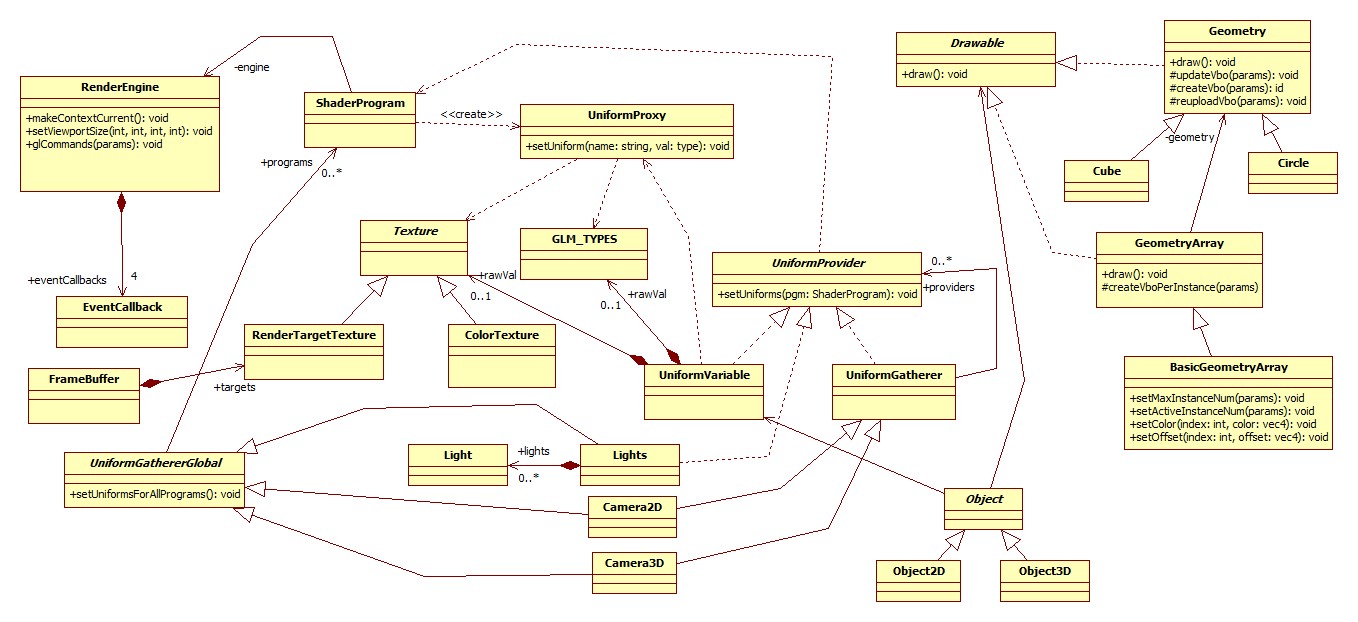 RenderEngine
+makeContextCurrent(): void
+setViewportSize(int, int, int, int): void
+glCommands(params): void
-engine
ShaderProgram
<<create>>
UniformProxy
+setUniform(name: string, val: type): void
Drawable
+draw(): void
Geometry
+draw(): void
#updateVbo(params): void
#createVbo(params): id
#reuploadVbo(params): void
-geometry
Cube
Circle
+programs
0..*
Texture
GLM_TYPES
UniformProvider
+setUniforms(pgm: ShaderProgram): void
0..*
+providers
GeometryArray
+draw(): void
#createVboPerInstance(params)
+eventCallbacks
4
EventCallback
+rawVal
0..1
+rawVal
0..1
RenderTargetTexture
ColorTexture
FrameBuffer
+targets
UniformVariable
UniformGatherer
BasicGeometryArray
+setMaxInstanceNum(params): void
+setActiveInstanceNum(params): void
+setColor(index: int, color: vec4): void
+setOffset(index: int, offset: vec4): void
UniformGathererGlobal
+setUniformsForAllPrograms(): void
Light
+lights
0..*
Lights
Camera2D
Camera3D
Object
Object2D
Object3D